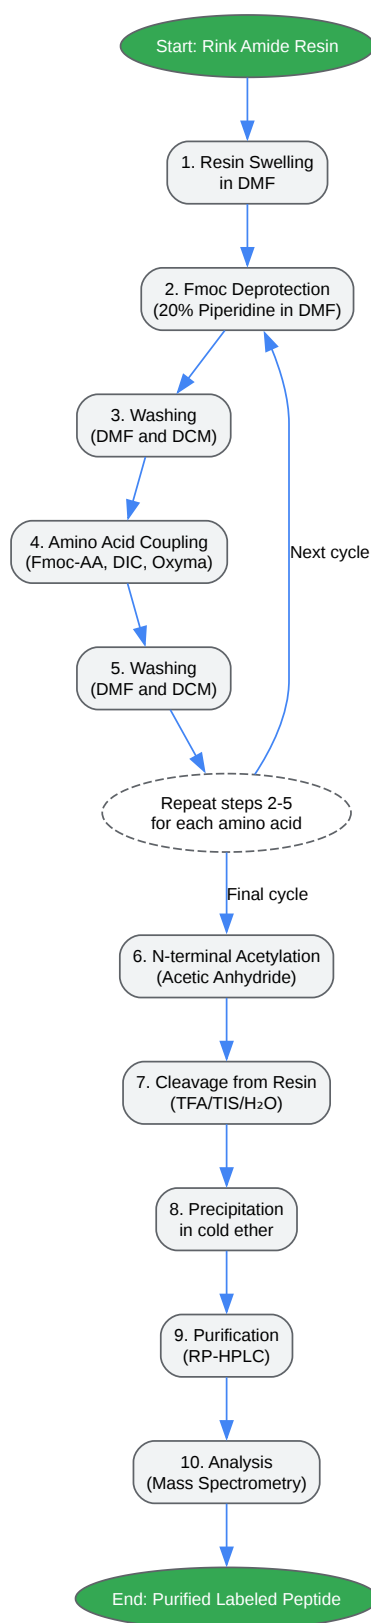 Start: Rink Amide Resin
1. Resin Swelling
in DMF
2. Fmoc Deprotection
(20% Piperidine in DMF)
3. Washing
(DMF and DCM)
4. Amino Acid Coupling
(Fmoc-AA, DIC, Oxyma)
Next cycle
5. Washing
(DMF and DCM)
Repeat steps 2-5
for each amino acid
Final cycle
6. N-terminal Acetylation
(Acetic Anhydride)
7. Cleavage from Resin
(TFA/TIS/H₂O)
8. Precipitation
in cold ether
9. Purification
(RP-HPLC)
10. Analysis
(Mass Spectrometry)
End: Purified Labeled Peptide